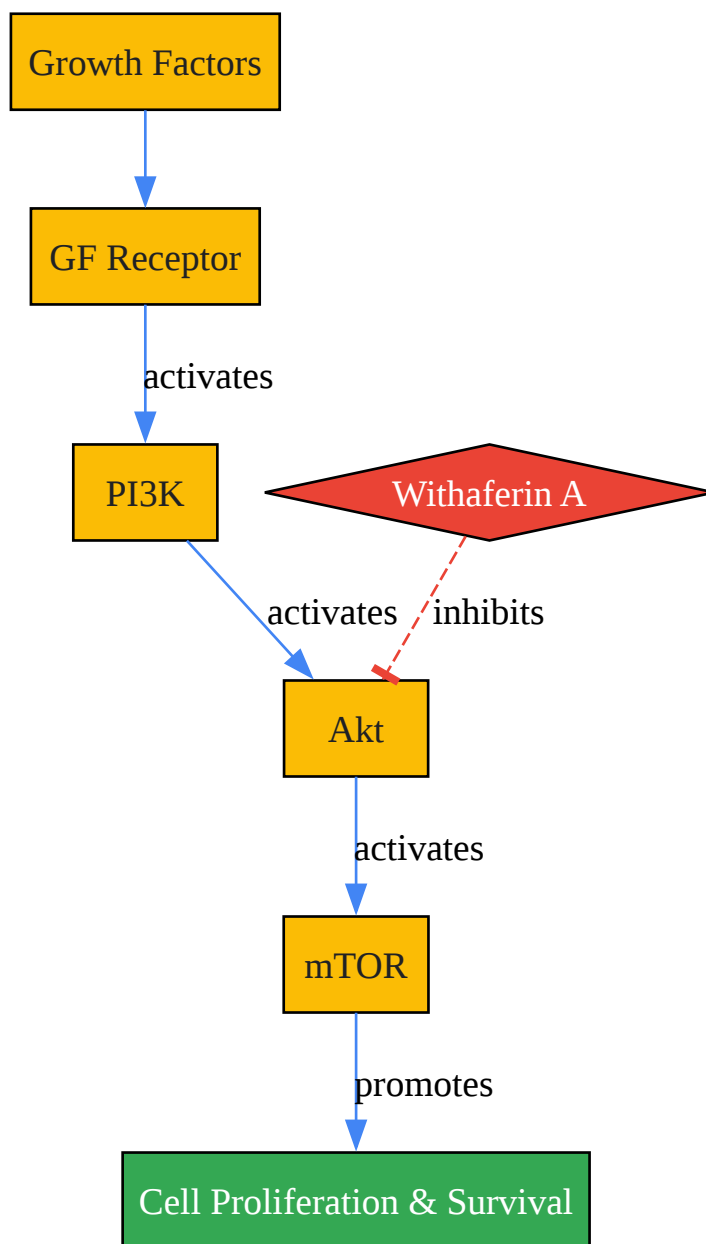 Growth Factors
GF Receptor
activates
PI3K
Withaferin A
activates
inhibits
Akt
activates
mTOR
promotes
Cell Proliferation & Survival